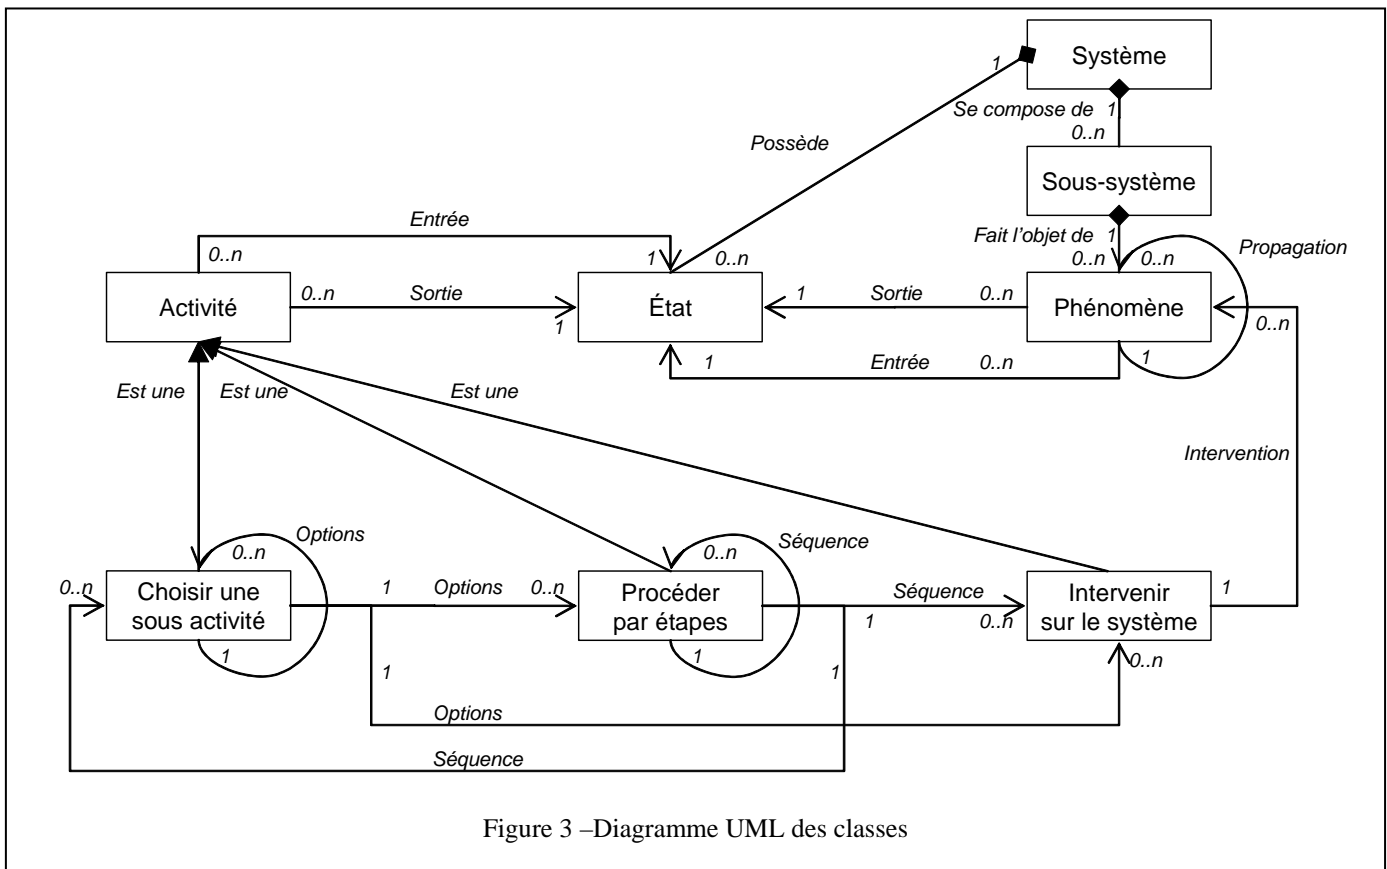 Système
1
Se compose de 1
0..n
Possède
Sous-système
Fait l'objet de 1
Entrée
Propagation
0..n
1
0..n
0..n
0..n
Activité
0..n
Sortie
1
État
1
Sortie
0..n
Phénomène
0..n
1
Entrée
0..n
1
Est une
Est une
Est une
Intervention
Options
0..n
0..n
Séquence
0..n
Choisir une
sous activité
1
Options
0..n
Procéder
par étapes
Séquence
1
0..n
Intervenir
sur le système
1
1
1
1
1
0..n
Options
Séquence
Figure 3 –Diagramme UML des classes